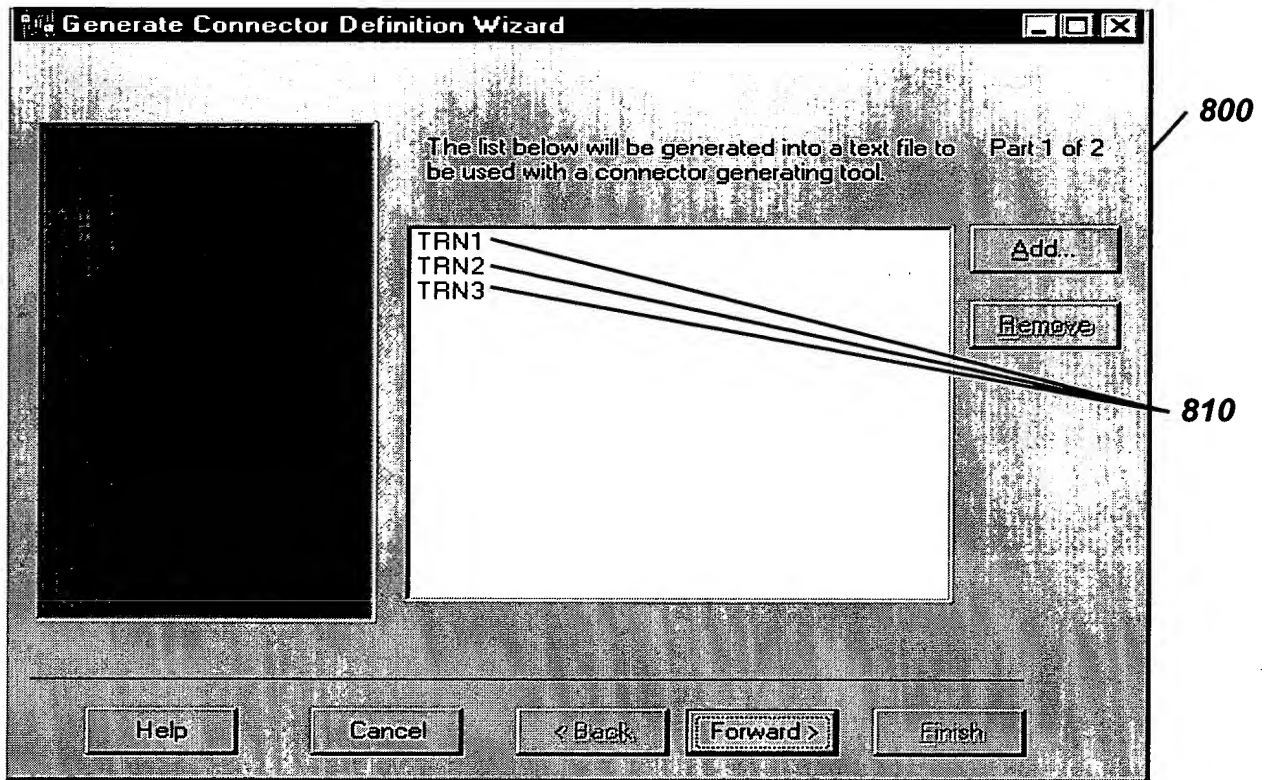 Generate Connector Definition Wizard
800
The list below will be generated into a text file to
be used with a connector generating tool.
Part 1 of 2
TRN1
TRN2
TRN3
Add...
Remove
810
Help
Cancel
< Back
Forward >
Finish